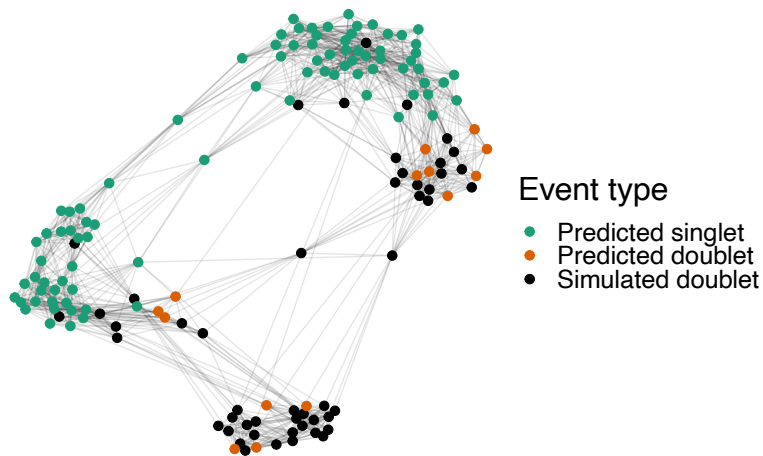 Event type
Predicted singlet
Predicted doublet
Simulated doublet